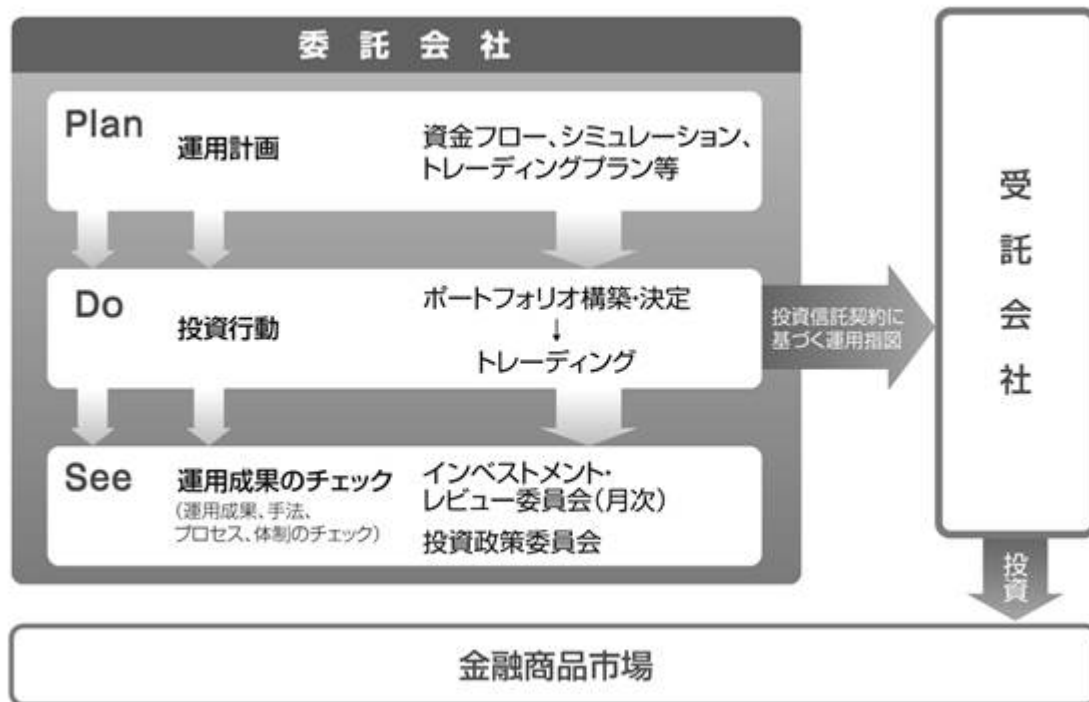 委託会社
Plan
運用計画
資金フロー、シミュレーション、
トレーディングプラン等
Do
投資行動
ポートフォリオ構築・決定
↓
トレーディング
投資信託契約に
基づく運用指図
See
運用成果のチェック
(運用成果、手法、
プロセス、体制のチェック)
インベストメント・
レビュー委員会(月次)
投資政策委員会
受託会社
投資
金融商品市場